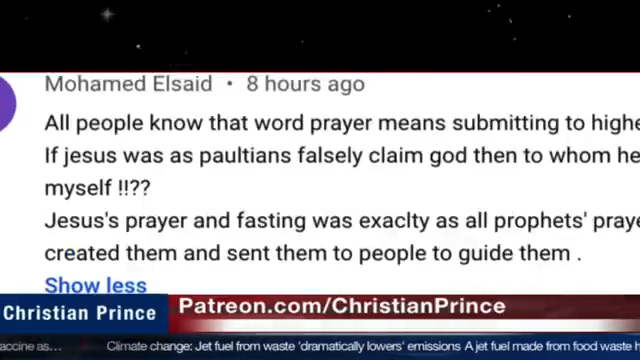 Mohamed Elsaid • 8 hours ago
All people know that word prayer means submitting to highe
If jesus was as paultians falsely claim god then to whom he
myself !!??
Jesus's prayer and fasting was exaclty as all prophets' praye
created them and sent them to people to guide them .
Show less
Christian Prince
Patreon.com/ChristianPrince
accine as... Climate change: Jet fuel from waste 'dramatically lowers' emissions A jet fuel made from food waste h